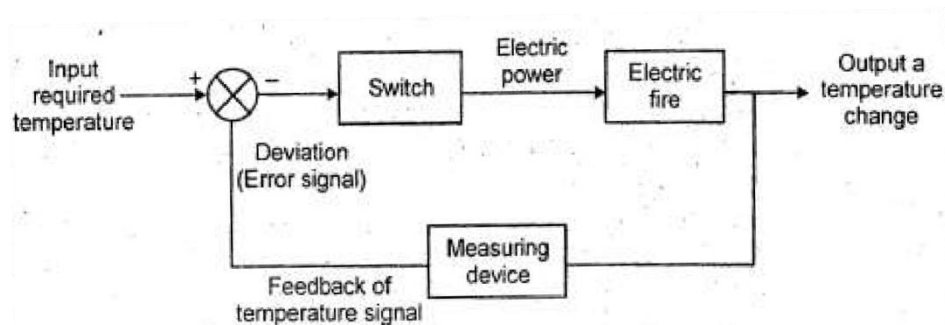 Input
required
temperature
+
−
Switch
Electric
power
Electric
fire
Output a
temperature
change
Deviation
(Error signal)
Measuring
device
Feedback of
temperature signal